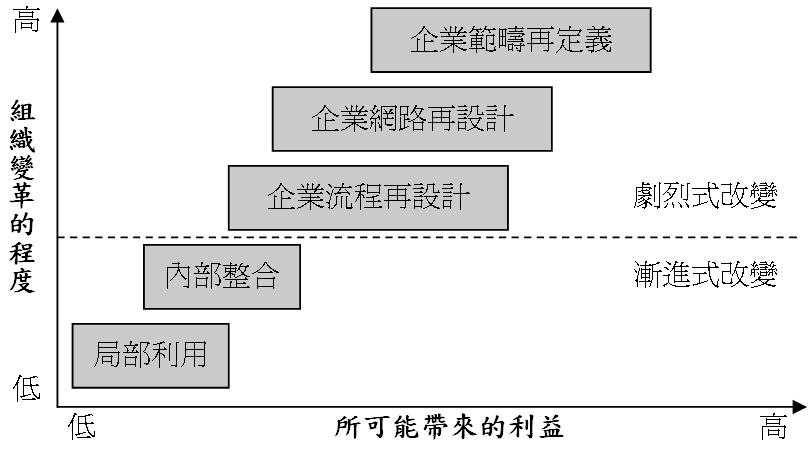 高
企業範疇再定義
企業網路再設計
組織變革的程度
企業流程再設計
劇烈式改變
內部整合
漸進式改變
局部利用
低
低
所可能帶來的利益
高